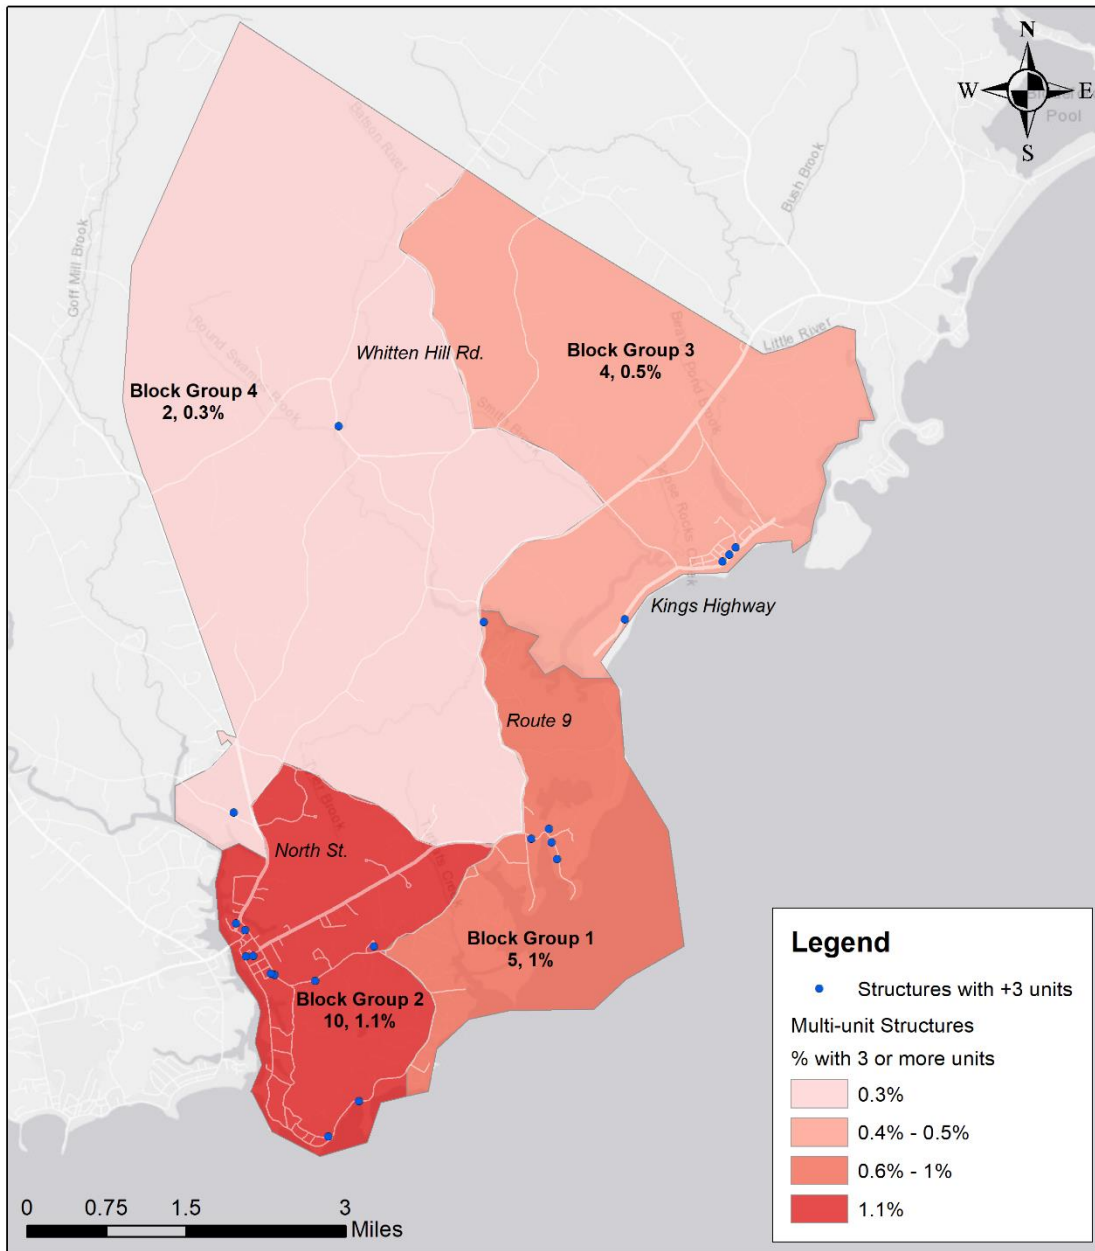 N
W
E
S
Pool
Batson River
Bush Brook
Goff Mill Brook
Little River
Whitten Hill Rd.
Block Group 3
4, 0.5%
Block Group 4
2, 0.3%
Kings Highway
Route 9
North St.
Block Group 1
5, 1%
Block Group 2
10, 1.1%
Legend
Structures with +3 units
Multi-unit Structures
% with 3 or more units
0.3%
0.4% - 0.5%
0.6% - 1%
1.1%
0 0.75 1.5 3
Miles